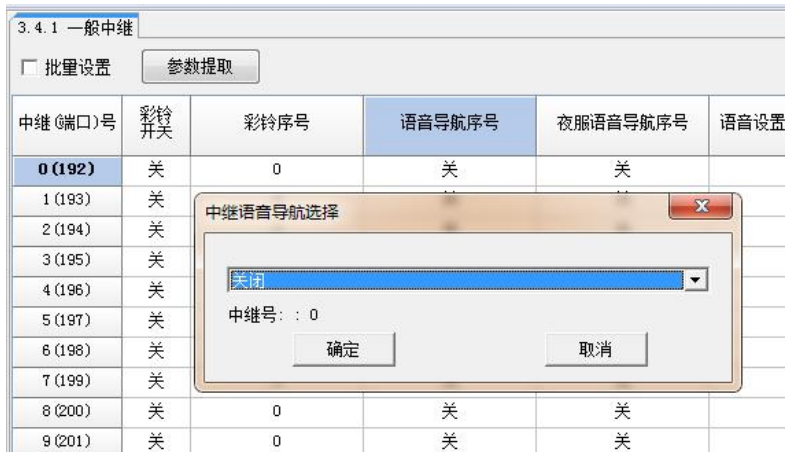 3.4.1 一般中继
批量设置 参数提取
中继(端口)号 彩铃开关 彩铃序号 语音导航序号 夜服语音导航序号 语音设置
0(192) 关 0 关 关
1(193) 关
中继语音导航选择
2(194) 关
3(195) 关
关闭
4(196) 关
中继号: : 0
5(197) 关
6(198) 关
确定 取消
7(199) 关
8(200) 关 0 关 关
9(201) 关 0 关 关